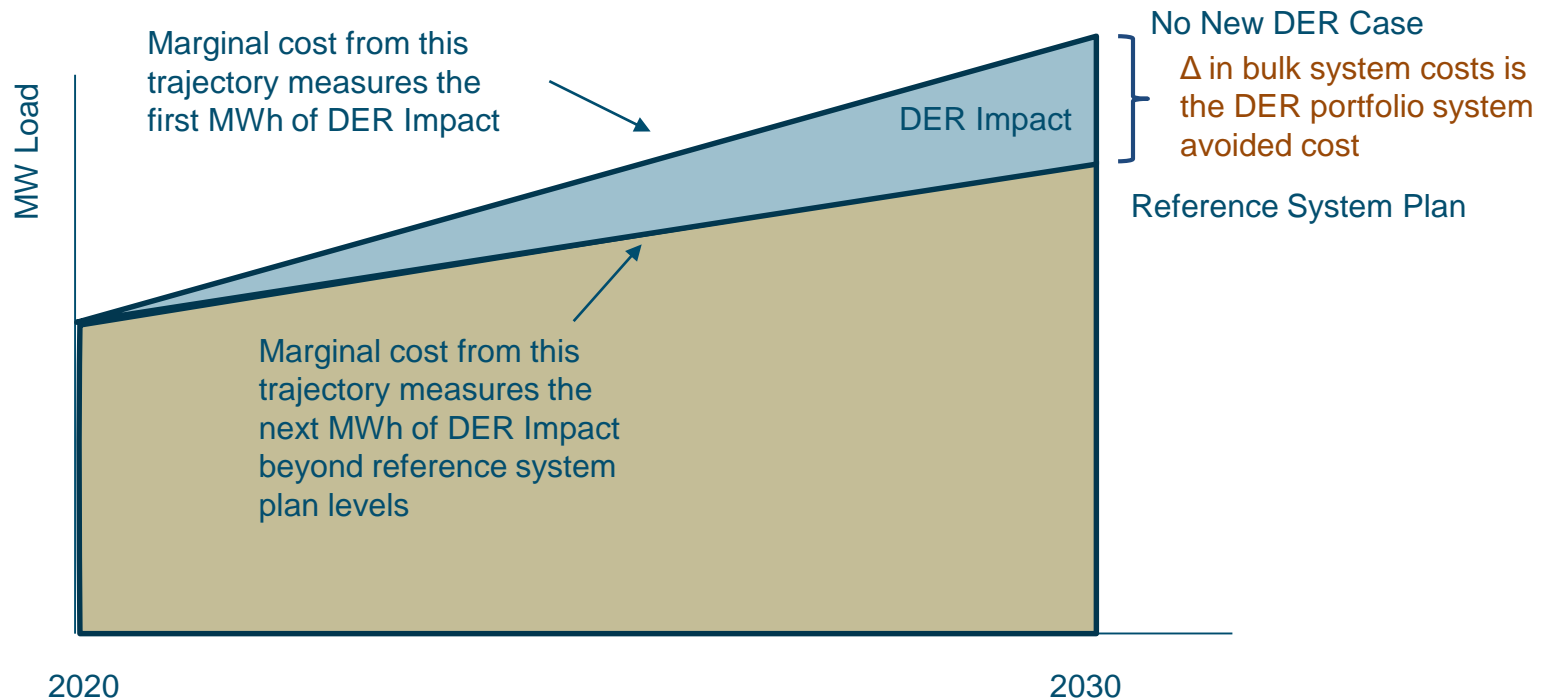 No New DER Case
Marginal cost from this
trajectory measures the
first MWh of DER Impact
Δ in bulk system costs is
the DER portfolio system
avoided cost
MW Load
DER Impact
Reference System Plan
Marginal cost from this
trajectory measures the
next MWh of DER Impact
beyond reference system
plan levels
2020
2030